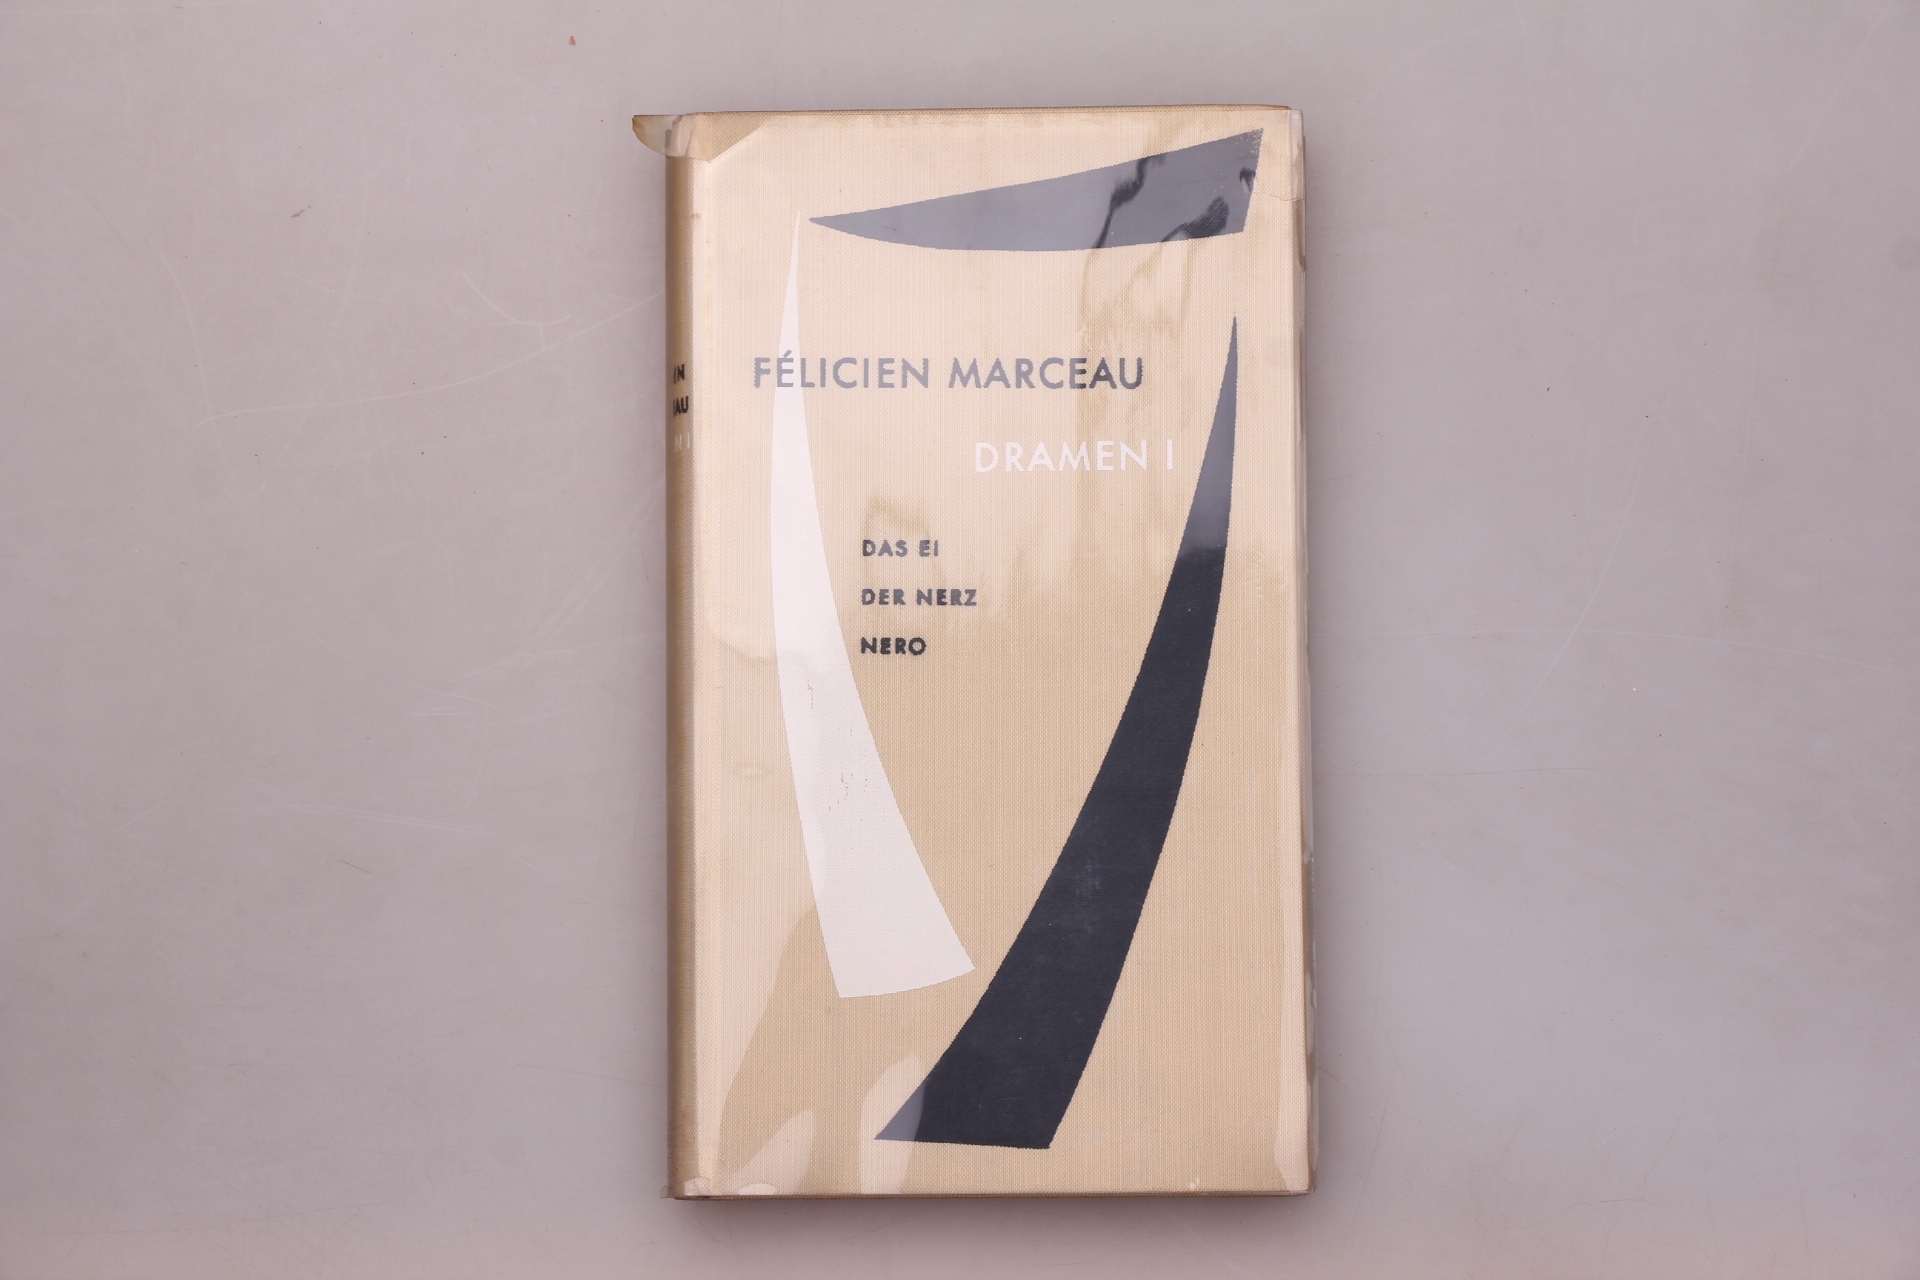 FÉLICIEN MARCEAU
DRAMEN I
DAS EI
DER NERZ
NERO